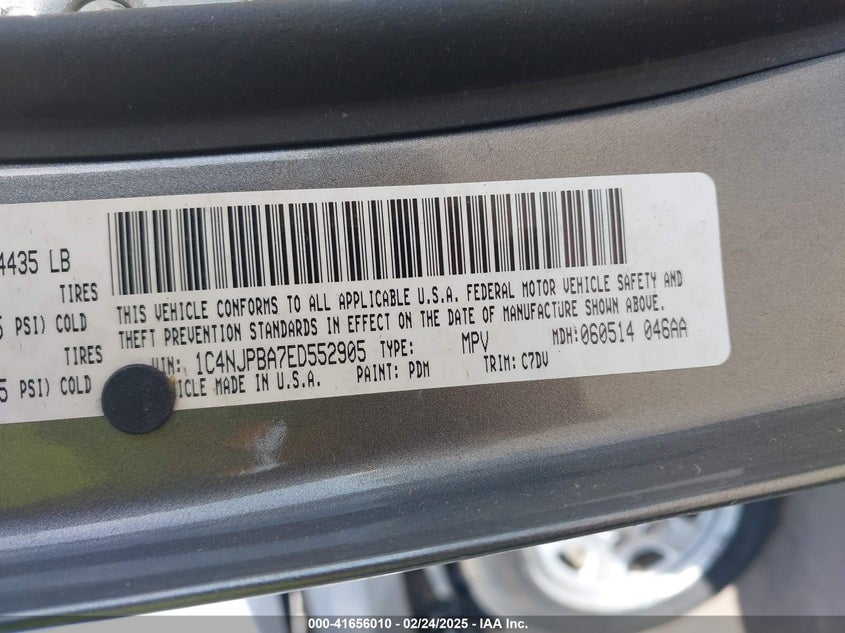 4435 LB
TIRES
PSI) COLD
TIRES
PSI) COLD
THIS VEHICLE CONFORMS TO ALL APPLICABLE U.S.A. FEDERAL MOTOR VEHICLE SAFETY AND
THEFT PREVENTION STANDARDS IN EFFECT ON THE DATE OF MANUFACTURE SHOWN ABOVE.
VIN: 1C4NJPBA7ED552905 TYPE: MPV MDH:060514 046AA
ICLE MADE IN U.S.A. PAINT: PDM TRIM: C7DV
000-41656010 - 02/24/2025 - IAA Inc.